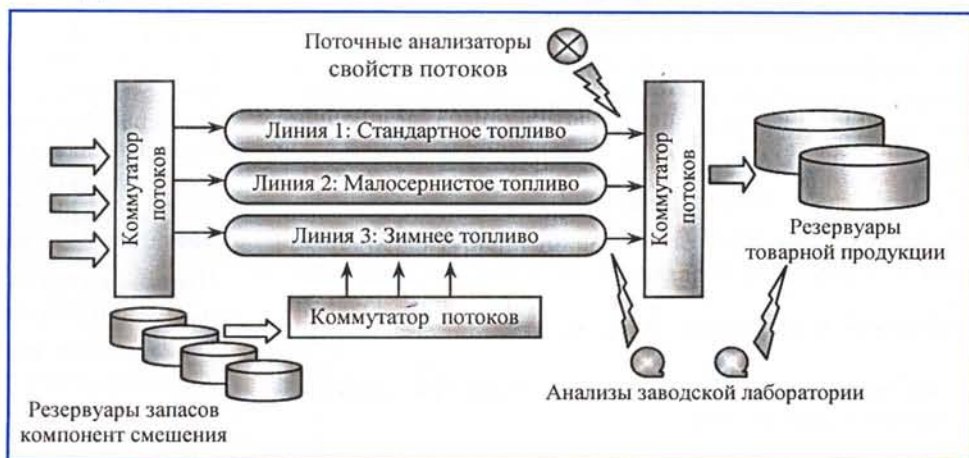 Поточные анализаторы
свойств потоков
Коммутатор
потоков
Линия 1: Стандартное топливо
Линия 2: Малосернистое топливо
Линия 3: Зимнее топливо
Коммутатор
потоков
Резервуары
товарной продукции
Коммутатор потоков
Резервуары запасов
компонент смешения
Анализы заводской лаборатории